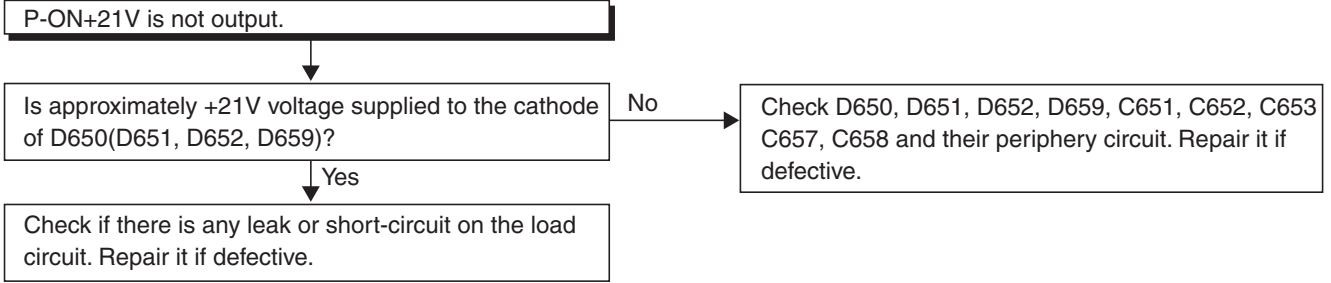 P-ON+21V is not output.
Is approximately +21V voltage supplied to the cathode
of D650(D651, D652, D659)?
No
Check D650, D651, D652, D659, C651, C652, C653
C657, C658 and their periphery circuit. Repair it if
defective.
Yes
Check if there is any leak or short-circuit on the load
circuit. Repair it if defective.